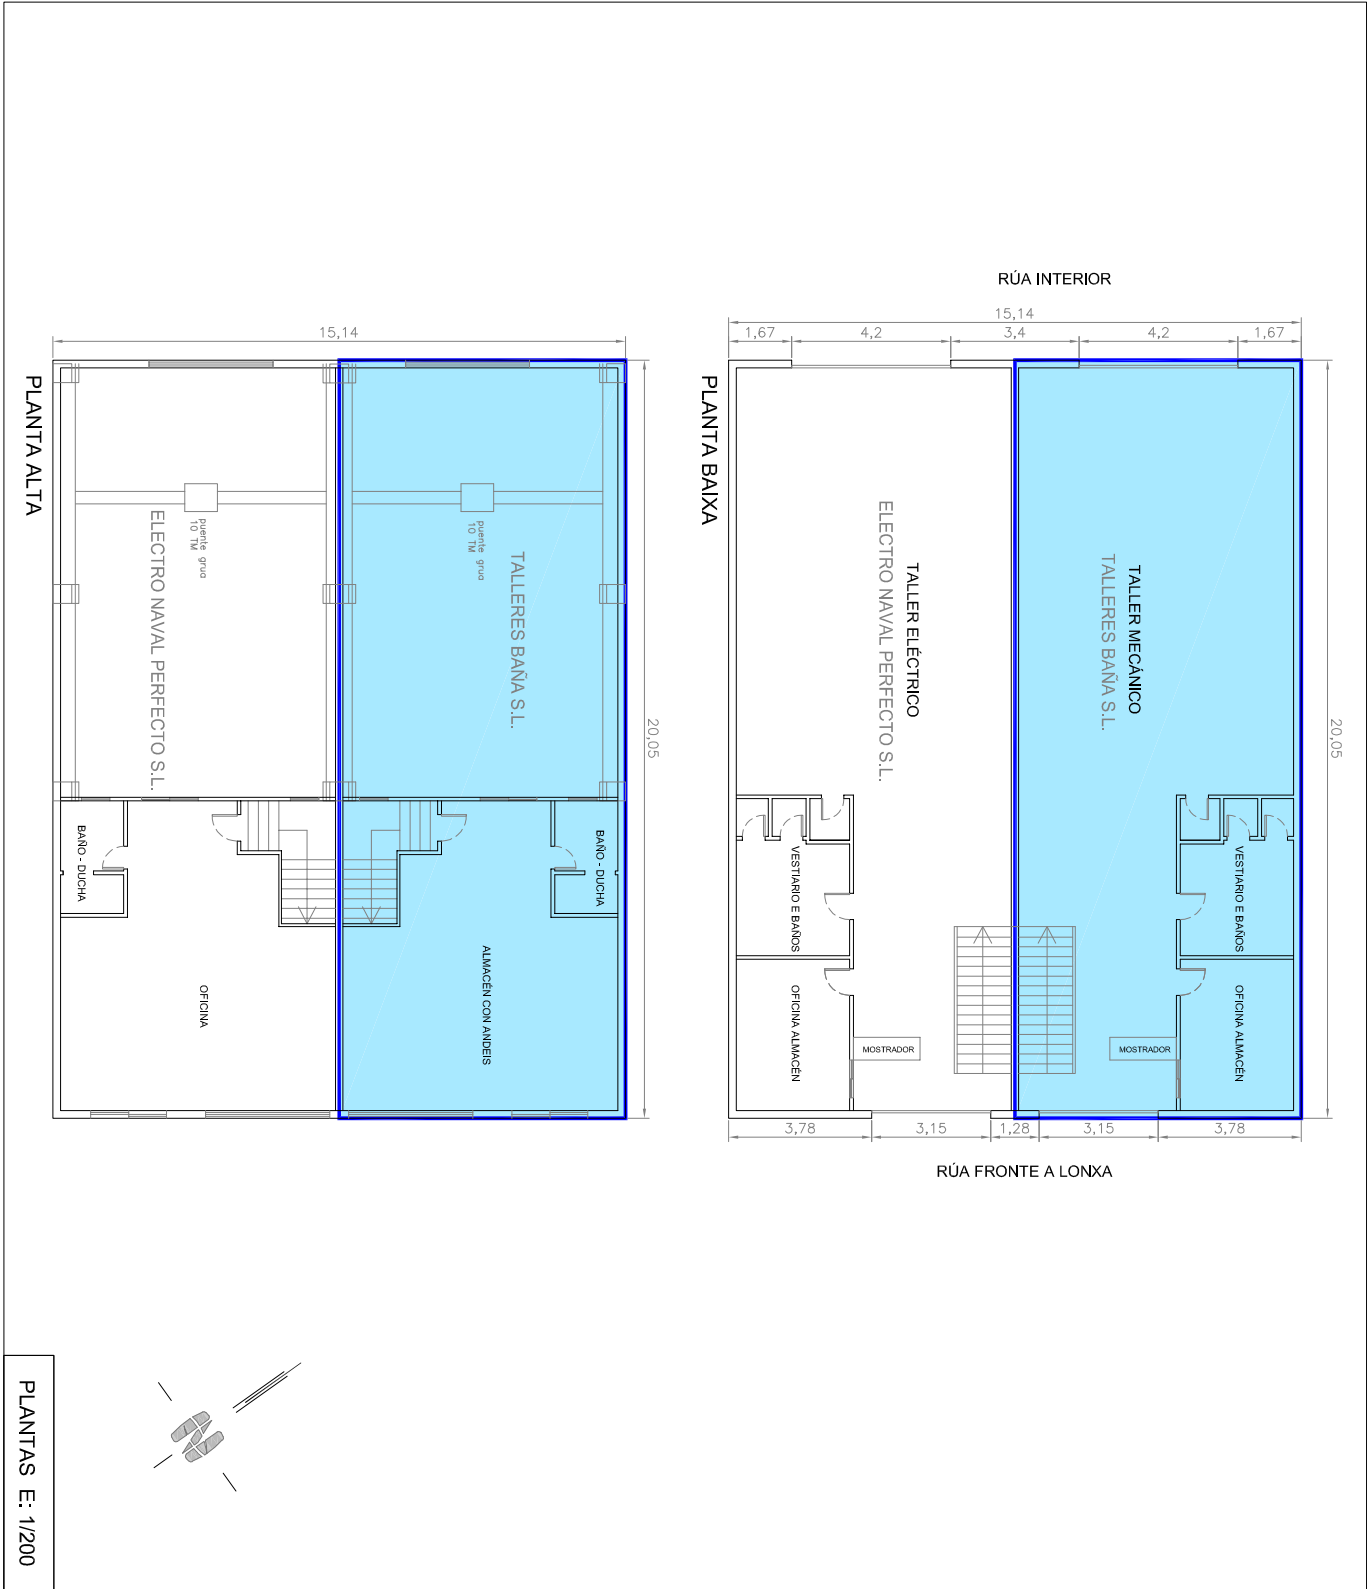 RÚA INTERIOR
15,14
1,67
4,2
3,4
4,2
1,67
15,14
PLANTA BAIXA
TALLER MECÁNICO
TALLERES BAÑA S.L.
TALLER ELÉCTRICO
ELECTRO NAVAL PERFECTO S.L.
20,05
VESTIARIO E BAÑOS
VESTIARIO E BAÑOS
OFICINA ALMACÉN
OFICINA ALMACÉN
MOSTRADOR
MOSTRADOR
3,78
3,15
1,28
3,15
3,78
RÚA FRONTE A LONXA
PLANTA ALTA
puente grua
10 TM
TALLERES BAÑA S.L.
puente grua
10 TM
ELECTRO NAVAL PERFECTO S.L.
20,05
BAÑO - DUCHA
BAÑO - DUCHA
ALMACÉN CON ANDEIS
OFICINA
N
PLANTAS E: 1/200